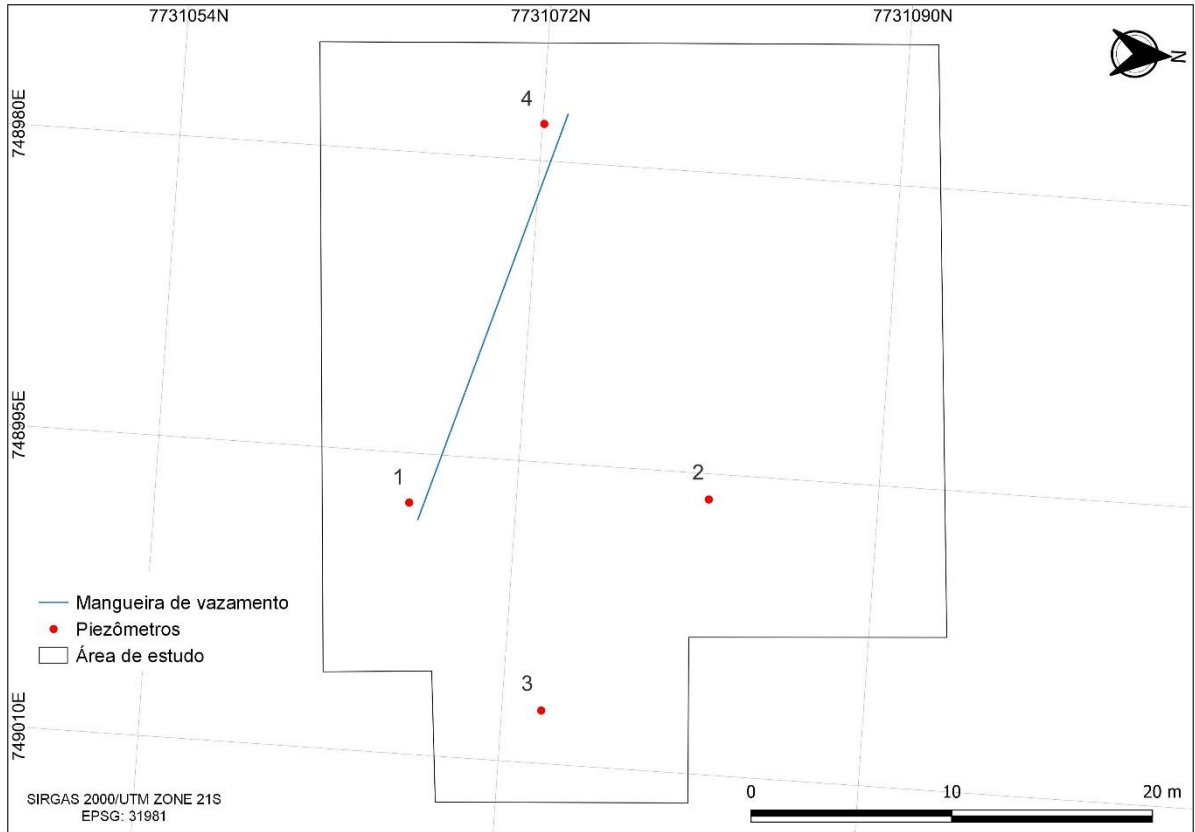 7731054N 7731072N 7731090N
N
748980E
4
748995E
1 2
Mangueira de vazamento
Piezômetros
Área de estudo
3
749010E
0 10 20 m
SIRGAS 2000/UTM ZONE 21S
EPSG: 31981